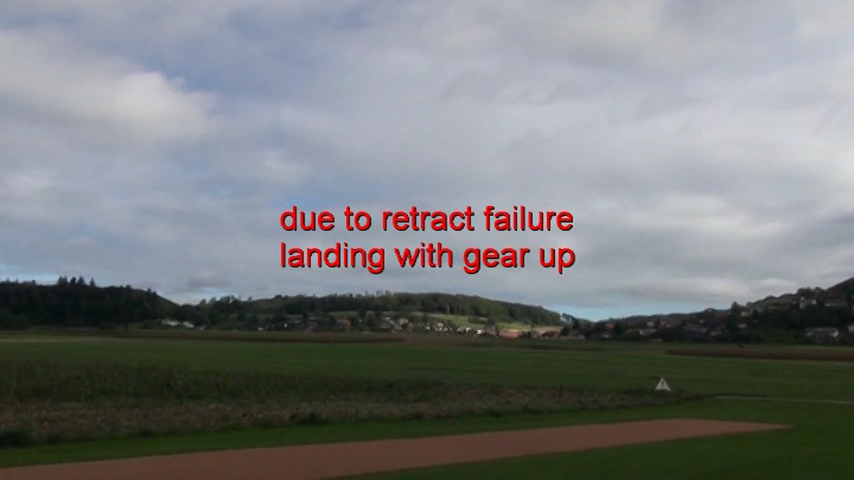 due to retract failure
landing with gear up